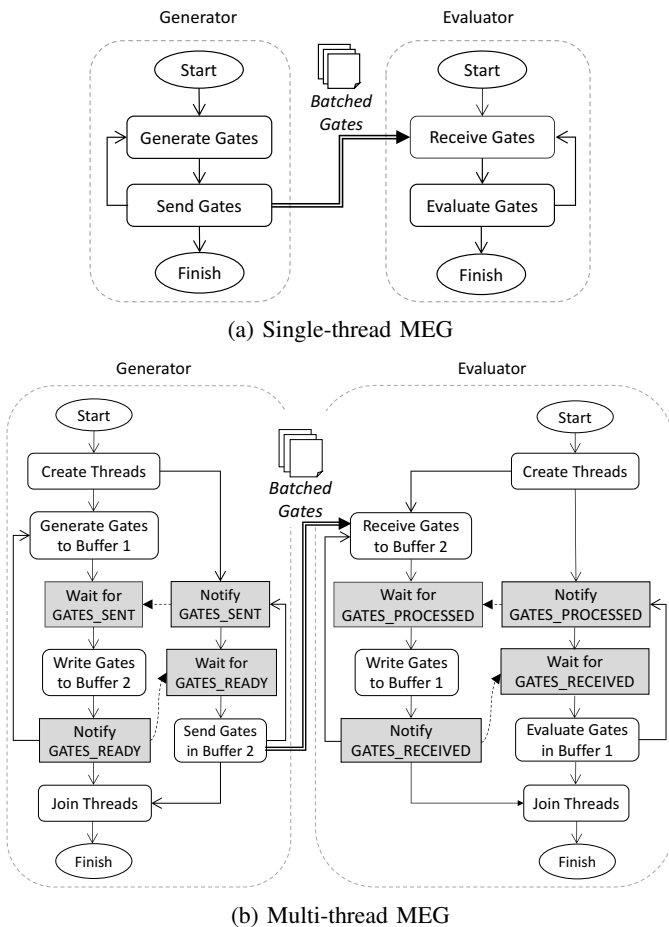 Generator
Evaluator
Start
Start
Batched
Gates
Generate Gates
Receive Gates
Send Gates
Evaluate Gates
Finish
Finish
(a) Single-thread MEG
Generator
Evaluator
Start
Start
Create Threads
Batched
Gates
Create Threads
Generate Gates
to Buffer 1
Receive Gates
to Buffer 2
Wait for
GATES_SENT
Notify
GATES_SENT
Wait for
GATES_PROCESSED
Notify
GATES_PROCESSED
Write Gates
to Buffer 2
Wait for
GATES_READY
Write Gates
to Buffer 1
Wait for
GATES_RECEIVED
Notify
GATES_READY
Send Gates
in Buffer 2
Notify
GATES_RECEIVED
Evaluate Gates
in Buffer 1
Join Threads
Join Threads
Finish
Finish
(b) Multi-thread MEG